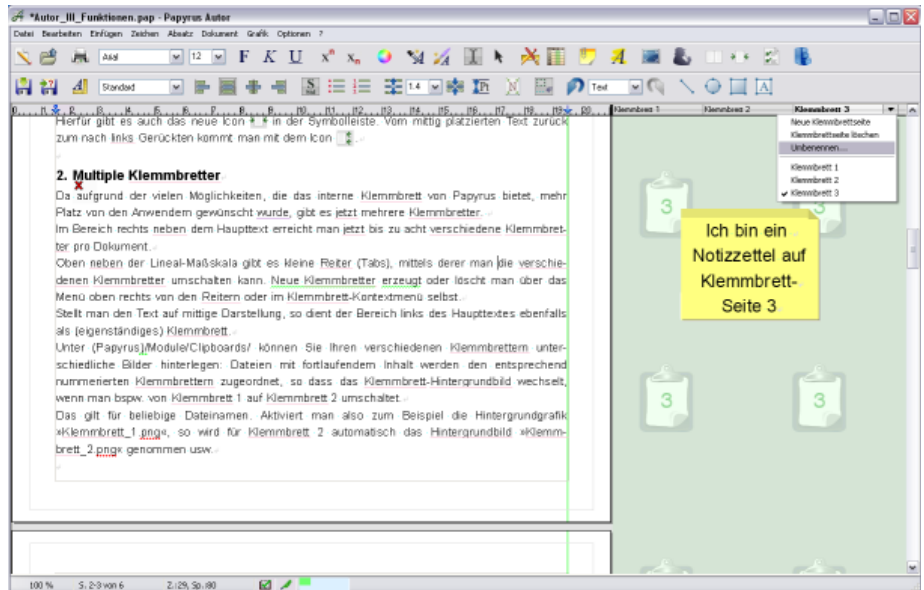 *Autor_III_Funktionen.pap - Papyrus Autor
Datei Bearbeiten Einfügen Zeichen Absatz Dokument Grafik Optionen ?
Arial 12 F K U
Standard 1.4 Text
Klemmbrett 1 Klemmbrett 2 Klemmbrett 3
Neue Klemmbrettseite
Klemmbrettseite löschen
Umbenennen...
Klemmbrett 1
Klemmbrett 2
Klemmbrett 3
Hierfür gibt es auch das neue Icon in der Symbolleiste. Vom mittig platzierten Text zurück
zum nach links Gerückten kommt man mit dem Icon .
2. Multiple Klemmbretter
Da aufgrund der vielen Möglichkeiten, die das interne Klemmbrett von Papyrus bietet, mehr
Platz von den Anwendern gewünscht wurde, gibt es jetzt mehrere Klemmbretter.
Im Bereich rechts neben dem Haupttext erreicht man jetzt bis zu acht verschiedene Klemmbret-
ter pro Dokument.
Oben neben der Lineal-Maßskala gibt es kleine Reiter (Tabs), mittels derer man die verschie-
denen Klemmbretter umschalten kann. Neue Klemmbretter erzeugt oder löscht man über das
Menü oben rechts von den Reitern oder im Klemmbrett-Kontextmenü selbst.
Stellt man den Text auf mittige Darstellung, so dient der Bereich links des Haupttextes ebenfalls
als (eigenständiges) Klemmbrett.
Unter (Papyrus)/Module/Clipboards/ können Sie Ihren verschiedenen Klemmbrettern unter-
schiedliche Bilder hinterlegen: Dateien mit fortlaufendem Inhalt werden den entsprechend
nummerierten Klemmbrettern zugeordnet, so dass das Klemmbrett-Hintergrundbild wechselt,
wenn man bspw. von Klemmbrett 1 auf Klemmbrett 2 umschaltet.
Das gilt für beliebige Dateinamen. Aktiviert man also zum Beispiel die Hintergrundgrafik
»Klemmbrett_1.png«, so wird für Klemmbrett 2 automatisch das Hintergrundbild »Klemm-
brett_2.png« genommen usw.
3 3
Ich bin ein
Notizzettel auf
Klemmbrett-
Seite 3
3 3
100 % S. 2-3 von 6 Z.:29, Sp.:80